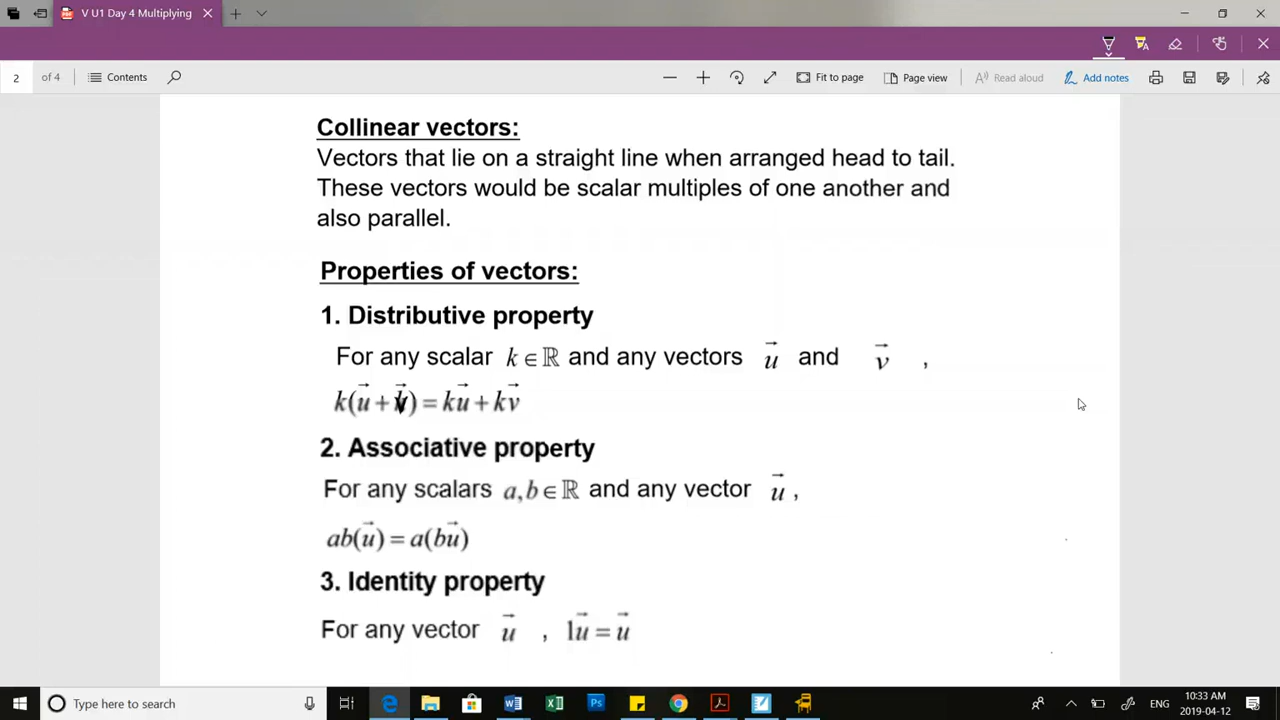 V U1 Day 4 Multiplying
2 of 4 Contents Fit to page Page view Read aloud Add notes
Collinear vectors:
Vectors that lie on a straight line when arranged head to tail.
These vectors would be scalar multiples of one another and
also parallel.
Properties of vectors:
1. Distributive property
For any scalar k ∈ ℝ and any vectors u⃗ and v⃗ ,
k(u⃗ + v⃗) = ku⃗ + kv⃗
2. Associative property
For any scalars a, b ∈ ℝ and any vector u⃗ ,
ab(u⃗) = a(bu⃗)
3. Identity property
For any vector u⃗ , 1u⃗ = u⃗
Type here to search
ENG
10:33 AM
2019-04-12